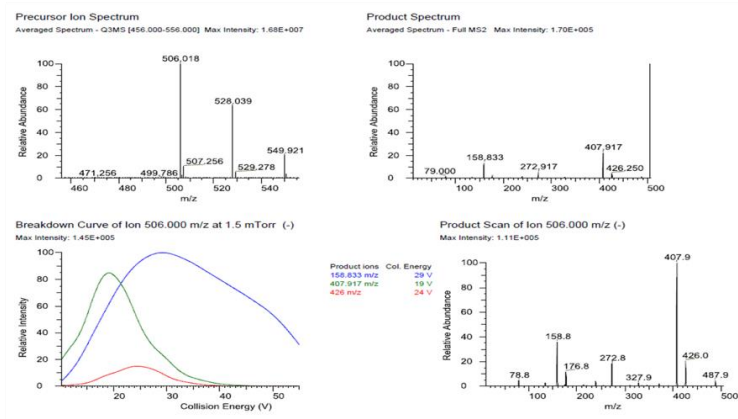 Precursor Ion Spectrum
Averaged Spectrum - Q3MS [456.000-556.000] Max Intensity: 1.68E+007
100
80
60
40
20
0
Relative Abundance
506.018
528.039
549.921
507.256
529.278
471.256
499.786
460 480 500 520 540
m/z
Product Spectrum
Averaged Spectrum - Full MS2 Max Intensity: 1.70E+005
100
80
60
40
20
0
Relative Abundance
407.917
158.833
272.917
426.250
79.000
100 200 300 400 500
m/z
Breakdown Curve of Ion 506.000 m/z at 1.5 mTorr (-)
Max Intensity: 1.45E+005
100
80
60
40
20
0
Relative Intensity
20 30 40 50
Collision Energy (V)
Product ions Col. Energy
158.833 m/z 29 V
407.917 m/z 19 V
426 m/z 24 V
Product Scan of Ion 506.000 m/z (-)
Max Intensity: 1.11E+005
100
80
60
40
20
0
Relative Abundance
407.9
158.8
272.8
426.0
176.8
78.8
327.9
487.9
100 200 300 400 500
m/z